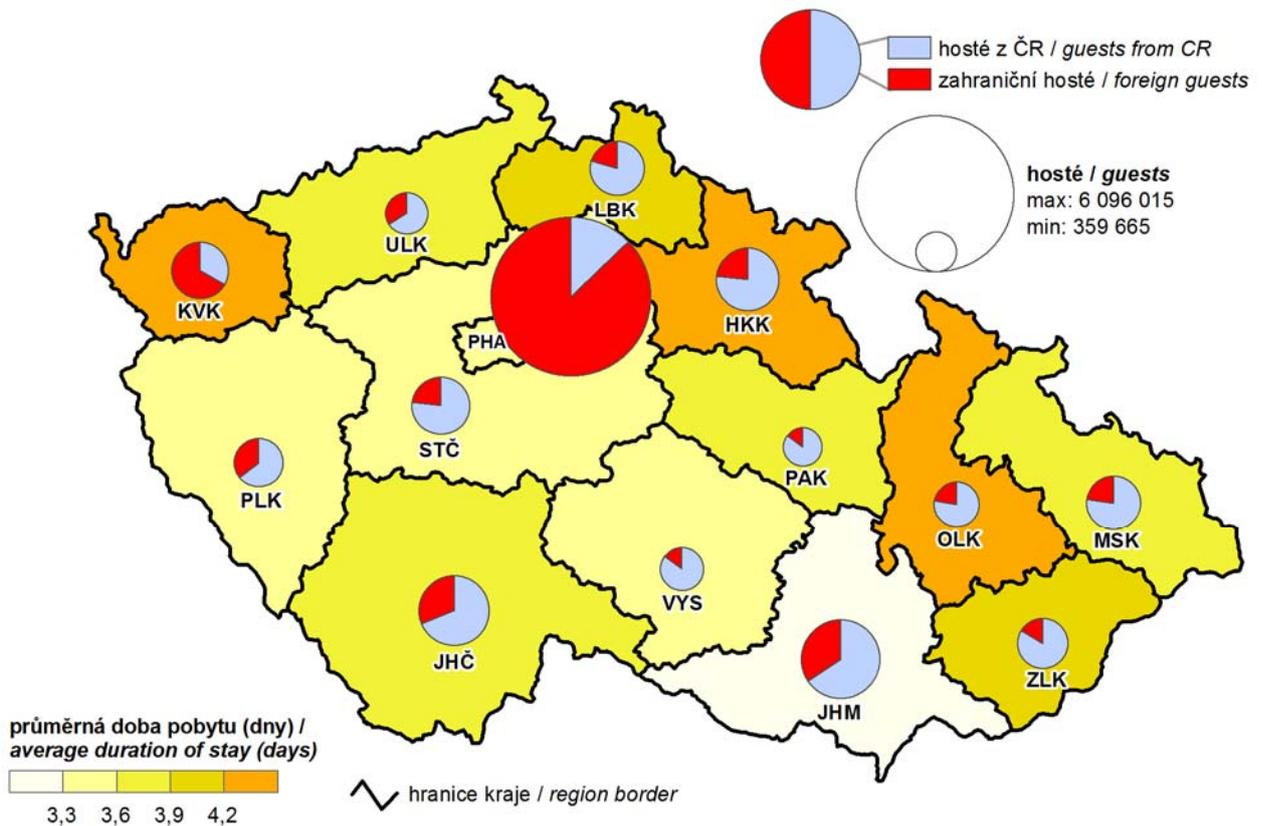 hosté z ČR / guests from CR
zahraniční hosté / foreign guests
hosté / guests
max: 6 096 015
min: 359 665
LBK
ULK
KVK
HKK
PHA
STČ
PLK
PAK
OLK
MSK
VYS
JHČ
ZLK
JHM
průměrná doba pobytu (dny) /
average duration of stay (days)
3,3 3,6 3,9 4,2
hranice kraje / region border